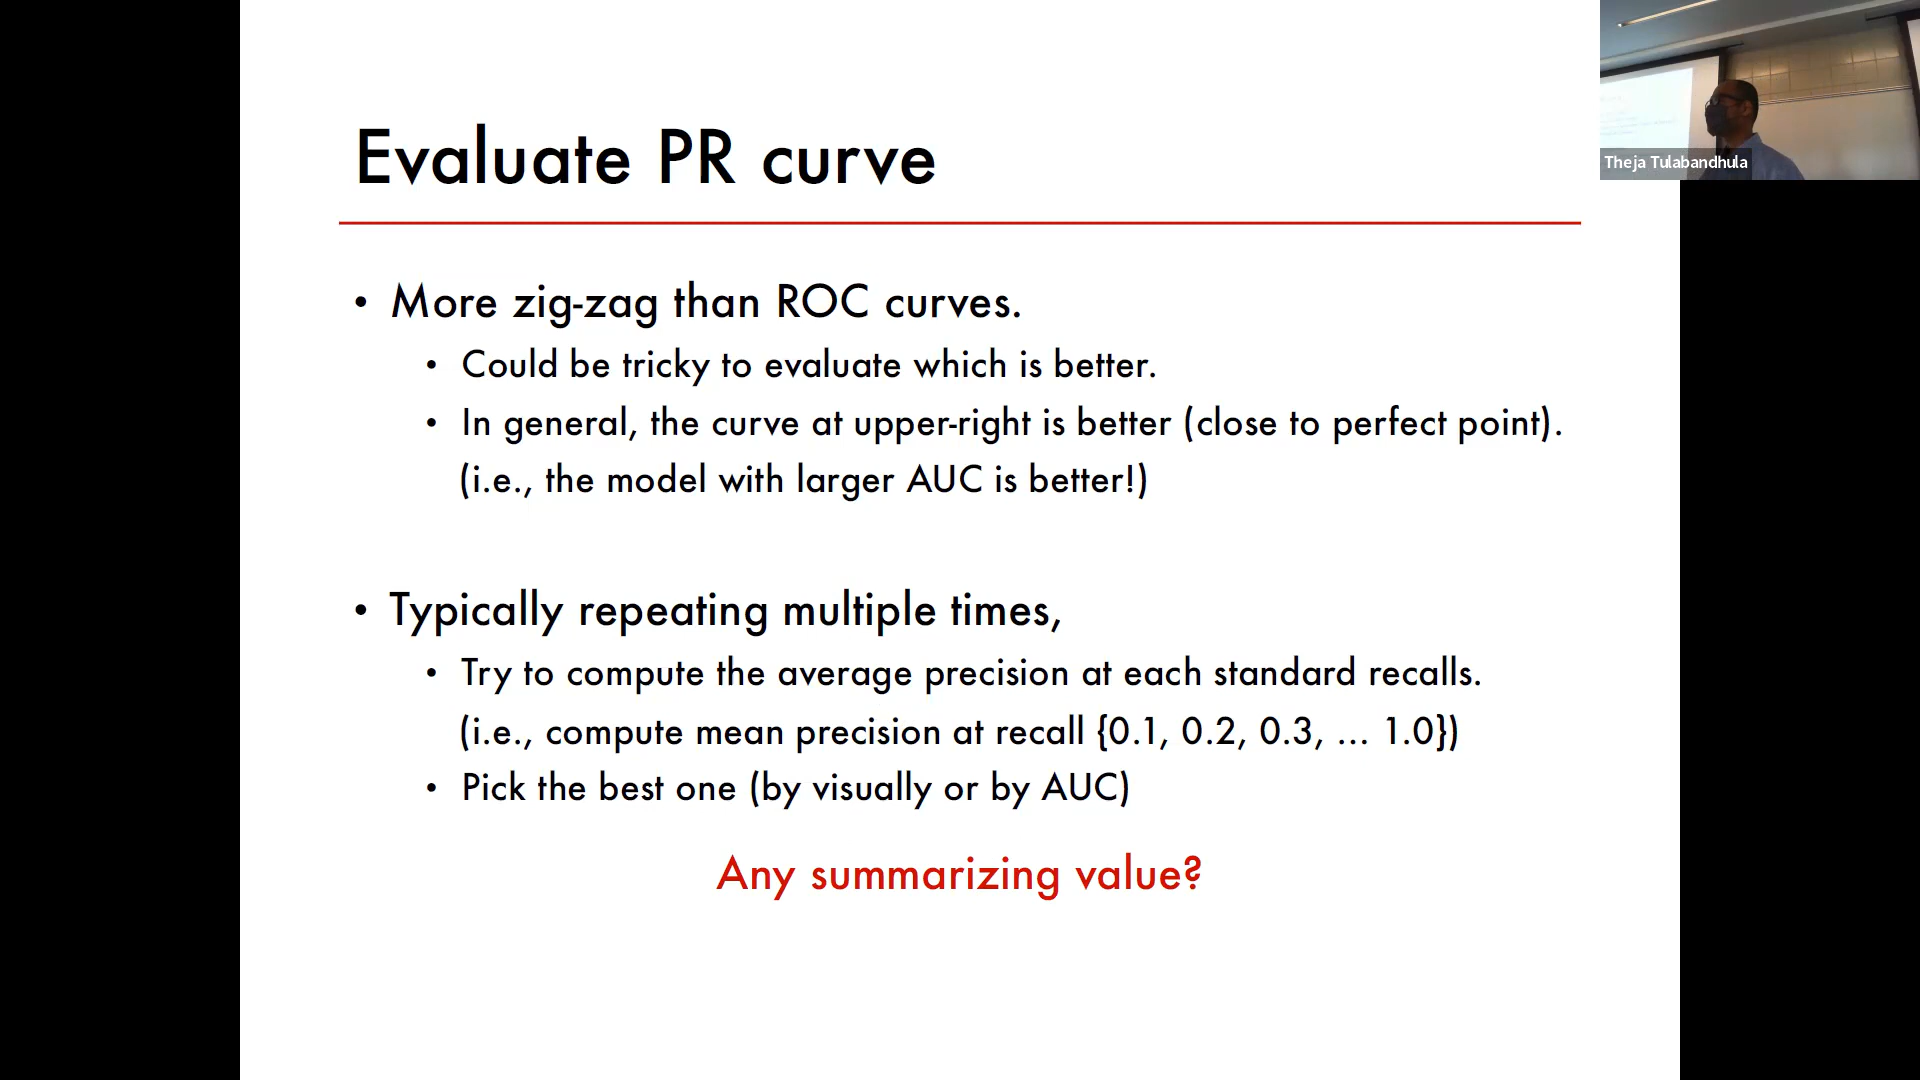 Evaluate PR curve
Theja Tulabandhula
• More zig-zag than ROC curves.
• Could be tricky to evaluate which is better.
• In general, the curve at upper-right is better (close to perfect point).
(i.e., the model with larger AUC is better!)
• Typically repeating multiple times,
• Try to compute the average precision at each standard recalls.
(i.e., compute mean precision at recall {0.1, 0.2, 0.3, ... 1.0})
• Pick the best one (by visually or by AUC)
Any summarizing value?